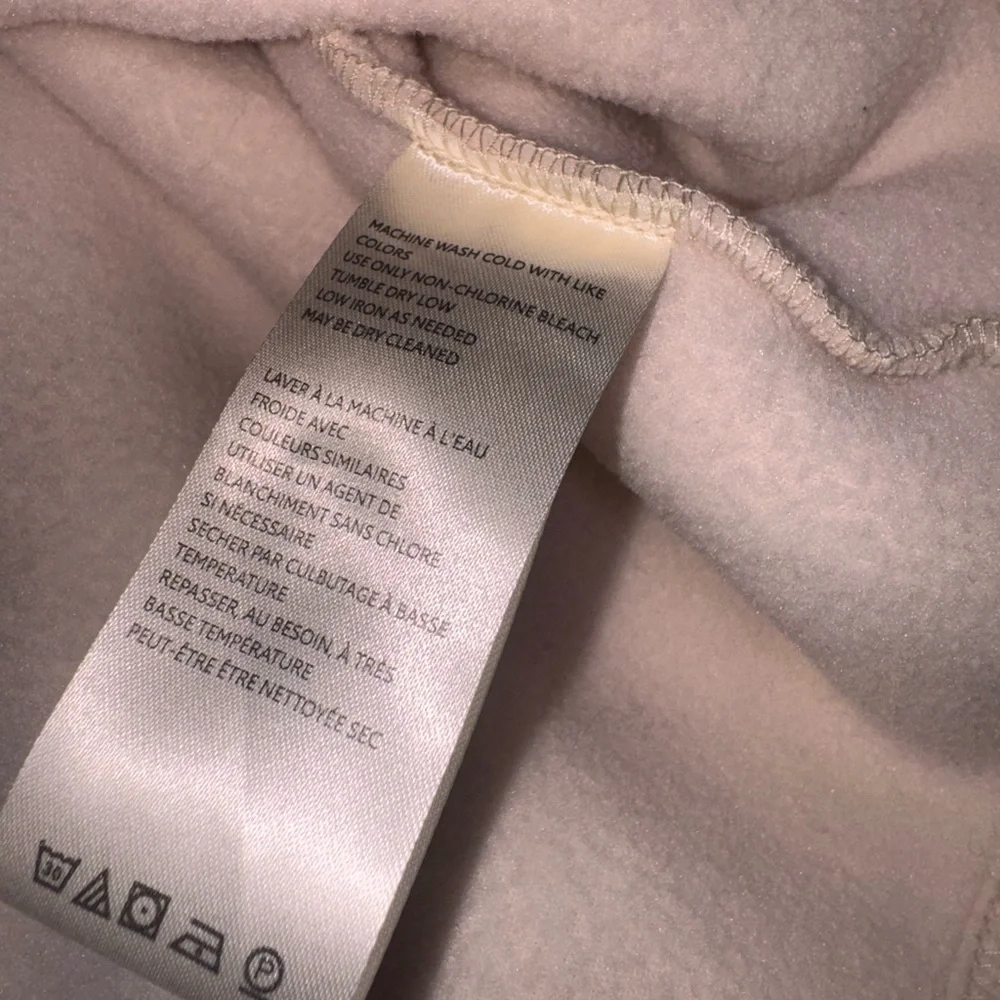 MACHINE WASH COLD WITH LIKE
COLORS
USE ONLY NON-CHLORINE BLEACH
TUMBLE DRY LOW
LOW IRON AS NEEDED
MAY BE DRY CLEANED
LAVER À LA MACHINE À L'EAU
FROIDE AVEC
COULEURS SIMILAIRES
UTILISER UN AGENT DE
BLANCHIMENT SANS CHLORE
SI NÉCESSAIRE
SÉCHER PAR CULBUTAGE À BASSE
TEMPÉRATURE
REPASSER, AU BESOIN, À TRÈS
BASSE TEMPÉRATURE
PEUT-ÊTRE ÊTRE NETTOYÉE SEC
30
P